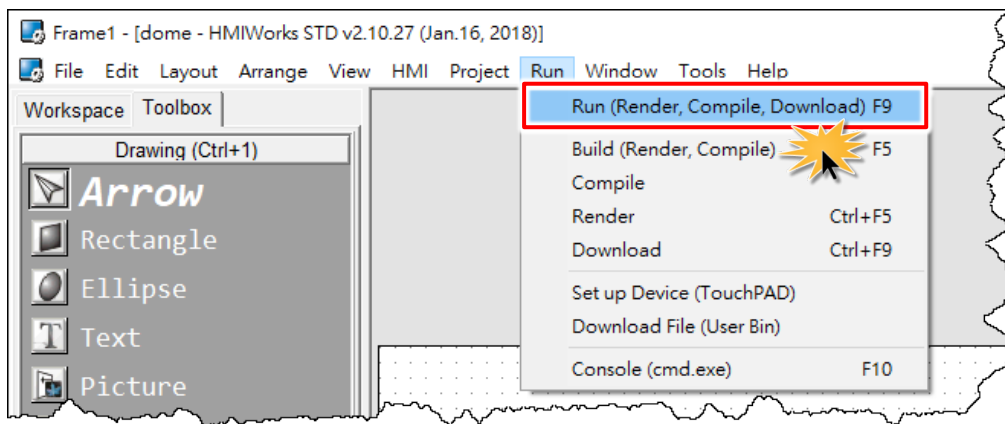 Frame1 - [dome - HMIWorks STD v2.10.27 (Jan.16, 2018)]
File Edit Layout Arrange View HMI Project Run Window Tools Help
Workspace Toolbox
Drawing (Ctrl+1)
Arrow
Rectangle
Ellipse
T Text
Picture
Run (Render, Compile, Download) F9
Build (Render, Compile) F5
Compile
Render Ctrl+F5
Download Ctrl+F9
Set up Device (TouchPAD)
Download File (User Bin)
Console (cmd.exe) F10